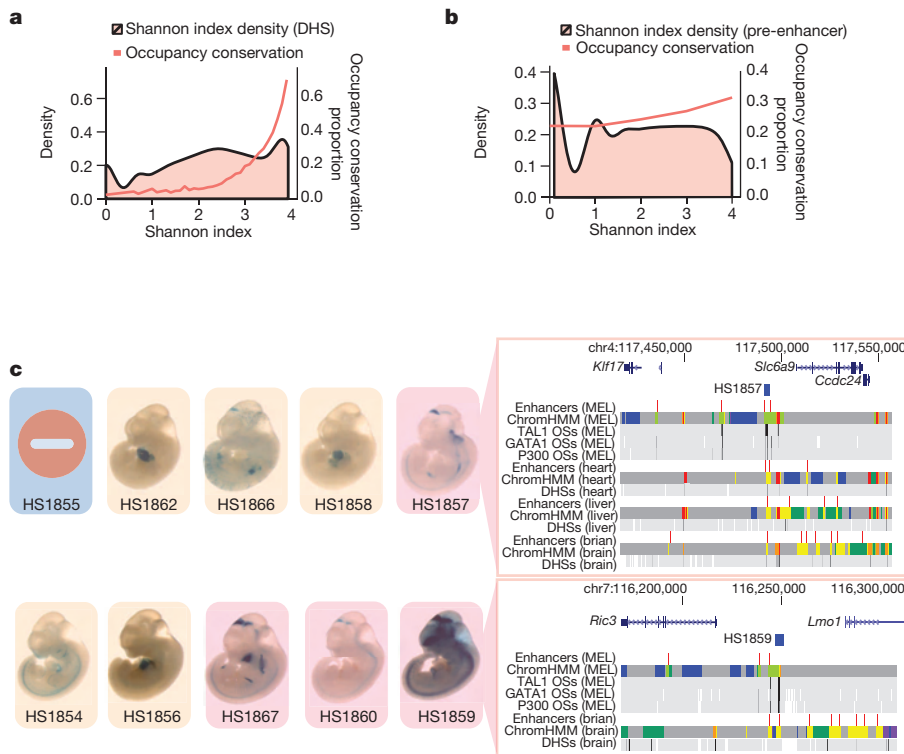 a
Shannon index density (DHS)
Occupancy conservation
Density
0.6
0.4
0.2
0.0
0 1 2 3 4
Shannon index
0.6
0.4
0.2
0.0
Occupancy conservation
proportion
b
Shannon index density (pre-enhancer)
Occupancy conservation
Density
0.4
0.3
0.2
0.1
0.0
0 1 2 3 4
Shannon index
0.4
0.3
0.2
0.1
0.0
Occupancy conservation
proportion
c
HS1855
HS1862
HS1866
HS1858
HS1857
HS1854
HS1856
HS1867
HS1860
HS1859
chr4:117,450,000 117,500,000 117,550,000
Klf17 Slc6a9
Ccdc24
HS1857
Enhancers (MEL)
ChromHMM (MEL)
TAL1 OSs (MEL)
GATA1 OSs (MEL)
P300 OSs (MEL)
Enhancers (heart)
ChromHMM (heart)
DHSs (heart)
Enhancers (liver)
ChromHMM (liver)
DHSs (liver)
Enhancers (brian)
ChromHMM (brain)
DHSs (brain)
chr7:116,200,000 116,250,000 116,300,000
Ric3 Lmo1
HS1859
Enhancers (MEL)
ChromHMM (MEL)
TAL1 OSs (MEL)
GATA1 OSs (MEL)
P300 OSs (MEL)
Enhancers (brian)
ChromHMM (brain)
DHSs (brain)